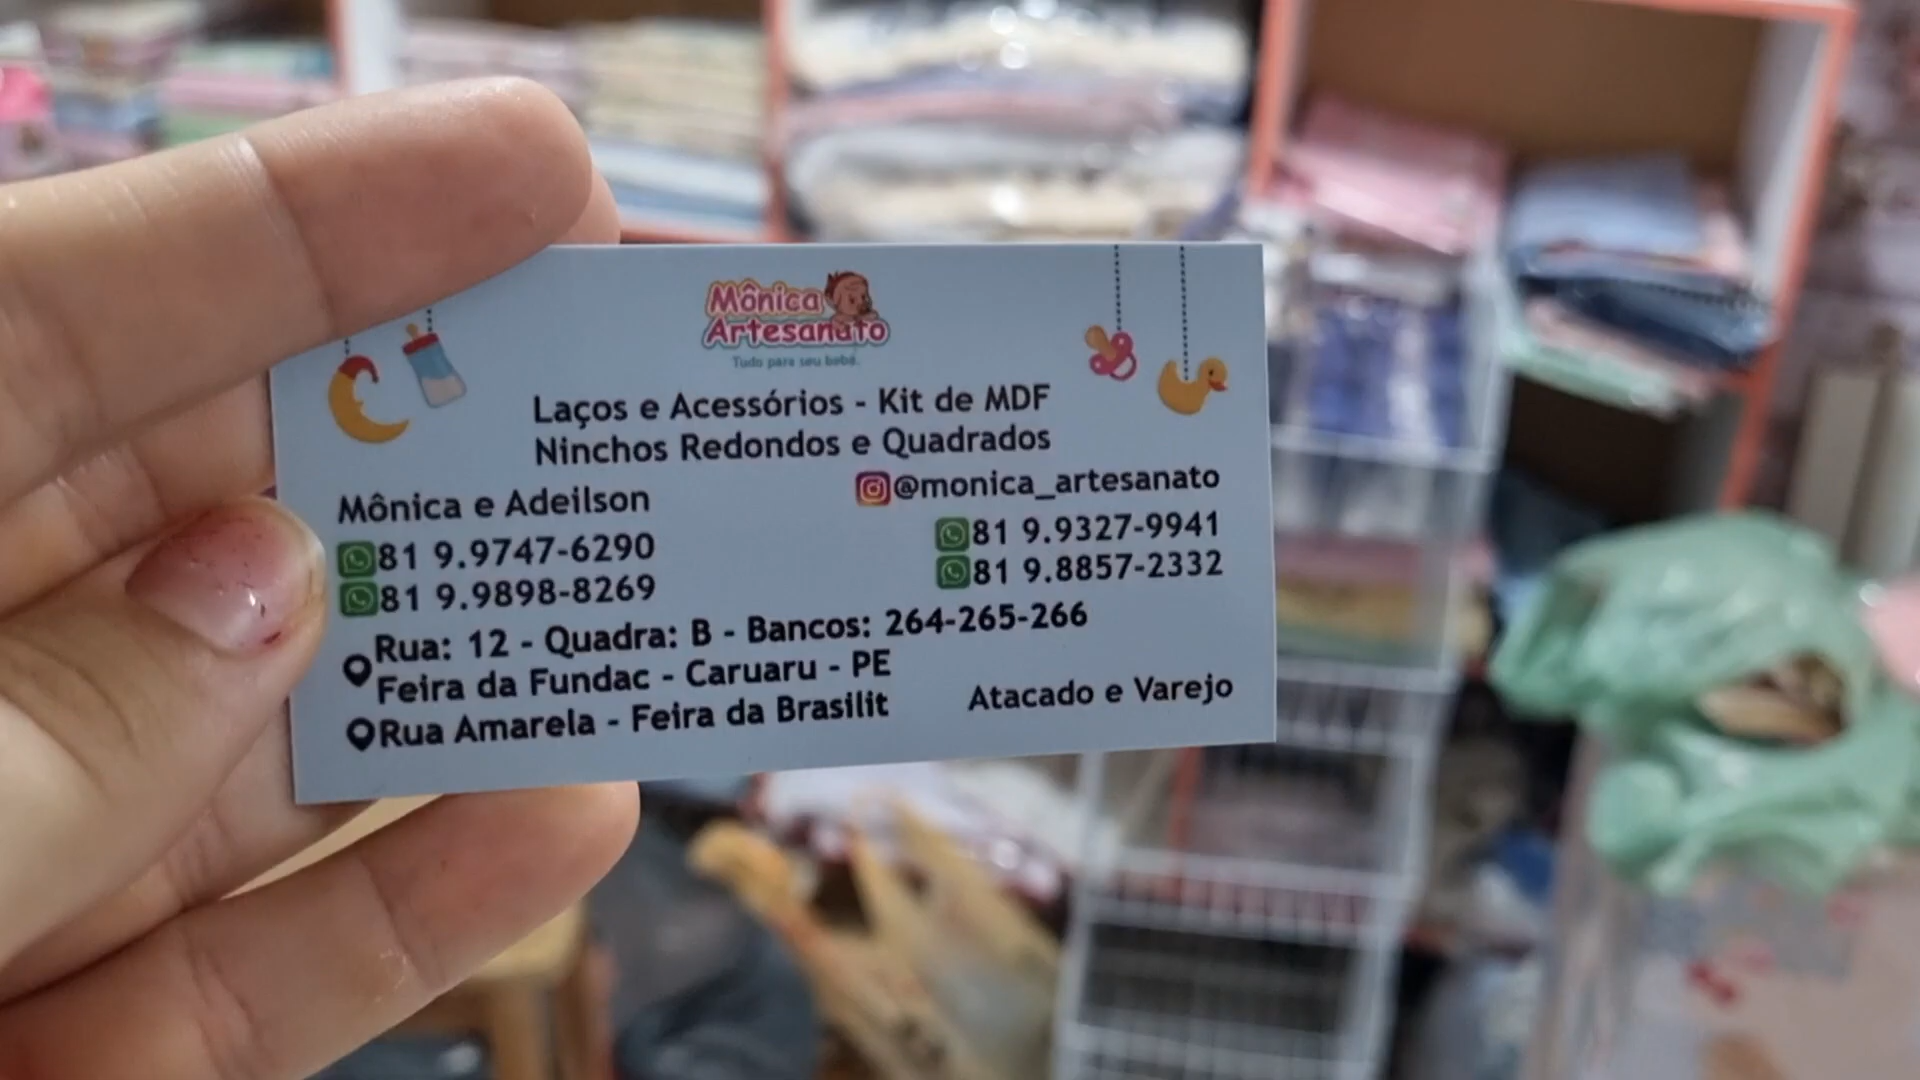 Mônica
Artesanato
Tudo para seu bebê.
Laços e Acessórios - Kit de MDF
Ninchos Redondos e Quadrados
Mônica e Adeilson
@monica_artesanato
81 9.9747-6290
81 9.9327-9941
81 9.9898-8269
81 9.8857-2332
Rua: 12 - Quadra: B - Bancos: 264-265-266
Feira da Fundac - Caruaru - PE
Rua Amarela - Feira da Brasilit
Atacado e Varejo